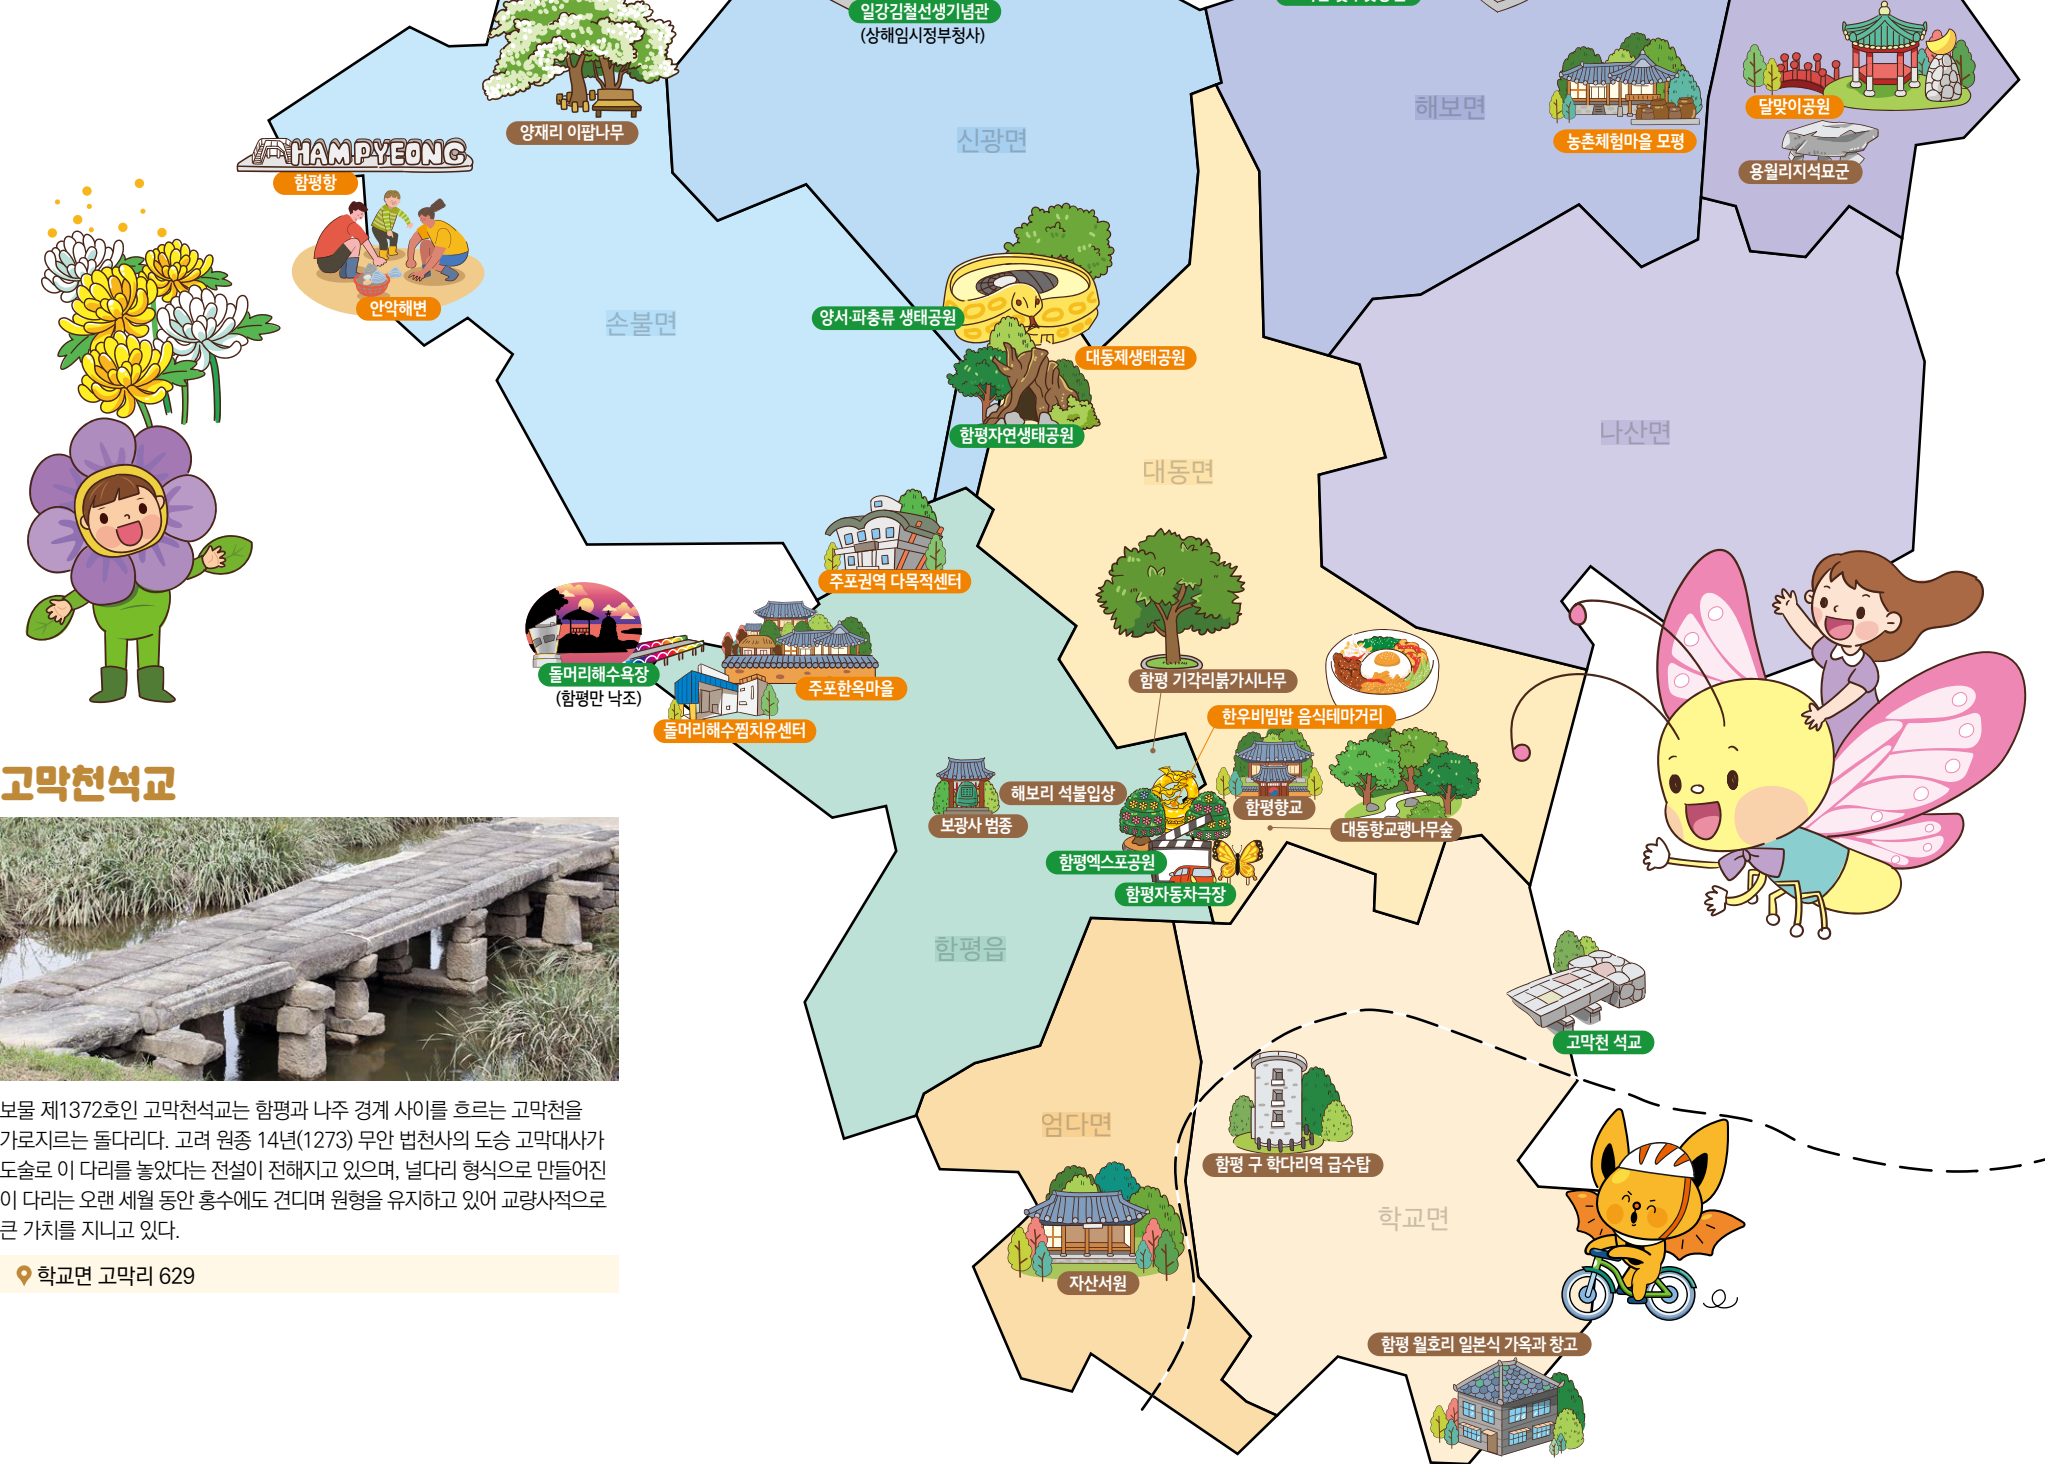 일강김철선생기념관
(상해임시정부청사)
양재리 이팝나무
신광면
해보면
농촌체험마을 모평
달맞이공원
용월리지석묘군
HAMPYEONG
함평항
안악해변
손불면
양서·파충류 생태공원
대동제생태공원
함평자연생태공원
대동면
나산면
주포권역 다목적센터
돌머리해수욕장
(함평만 낙조)
주포한옥마을
돌머리해수찜치유센터
함평 기각리붉가시나무
한우비빔밥 음식테마거리
해보리 석불입상
보광사 범종
함평향교
대동향교팽나무숲
함평엑스포공원
함평자동차극장
함평읍
고막천 석교
엄다면
함평 구 학다리역 급수탑
학교면
자산서원
함평 월호리 일본식 가옥과 창고
고막천석교
보물 제1372호인 고막천석교는 함평과 나주 경계 사이를 흐르는 고막천을
가로지르는 돌다리다. 고려 원종 14년(1273) 무안 법천사의 도승 고막대사가
도술로 이 다리를 놓았다는 전설이 전해지고 있으며, 널다리 형식으로 만들어진
이 다리는 오랜 세월 동안 홍수에도 견디며 원형을 유지하고 있어 교량사적으로
큰 가치를 지니고 있다.
학교면 고막리 629